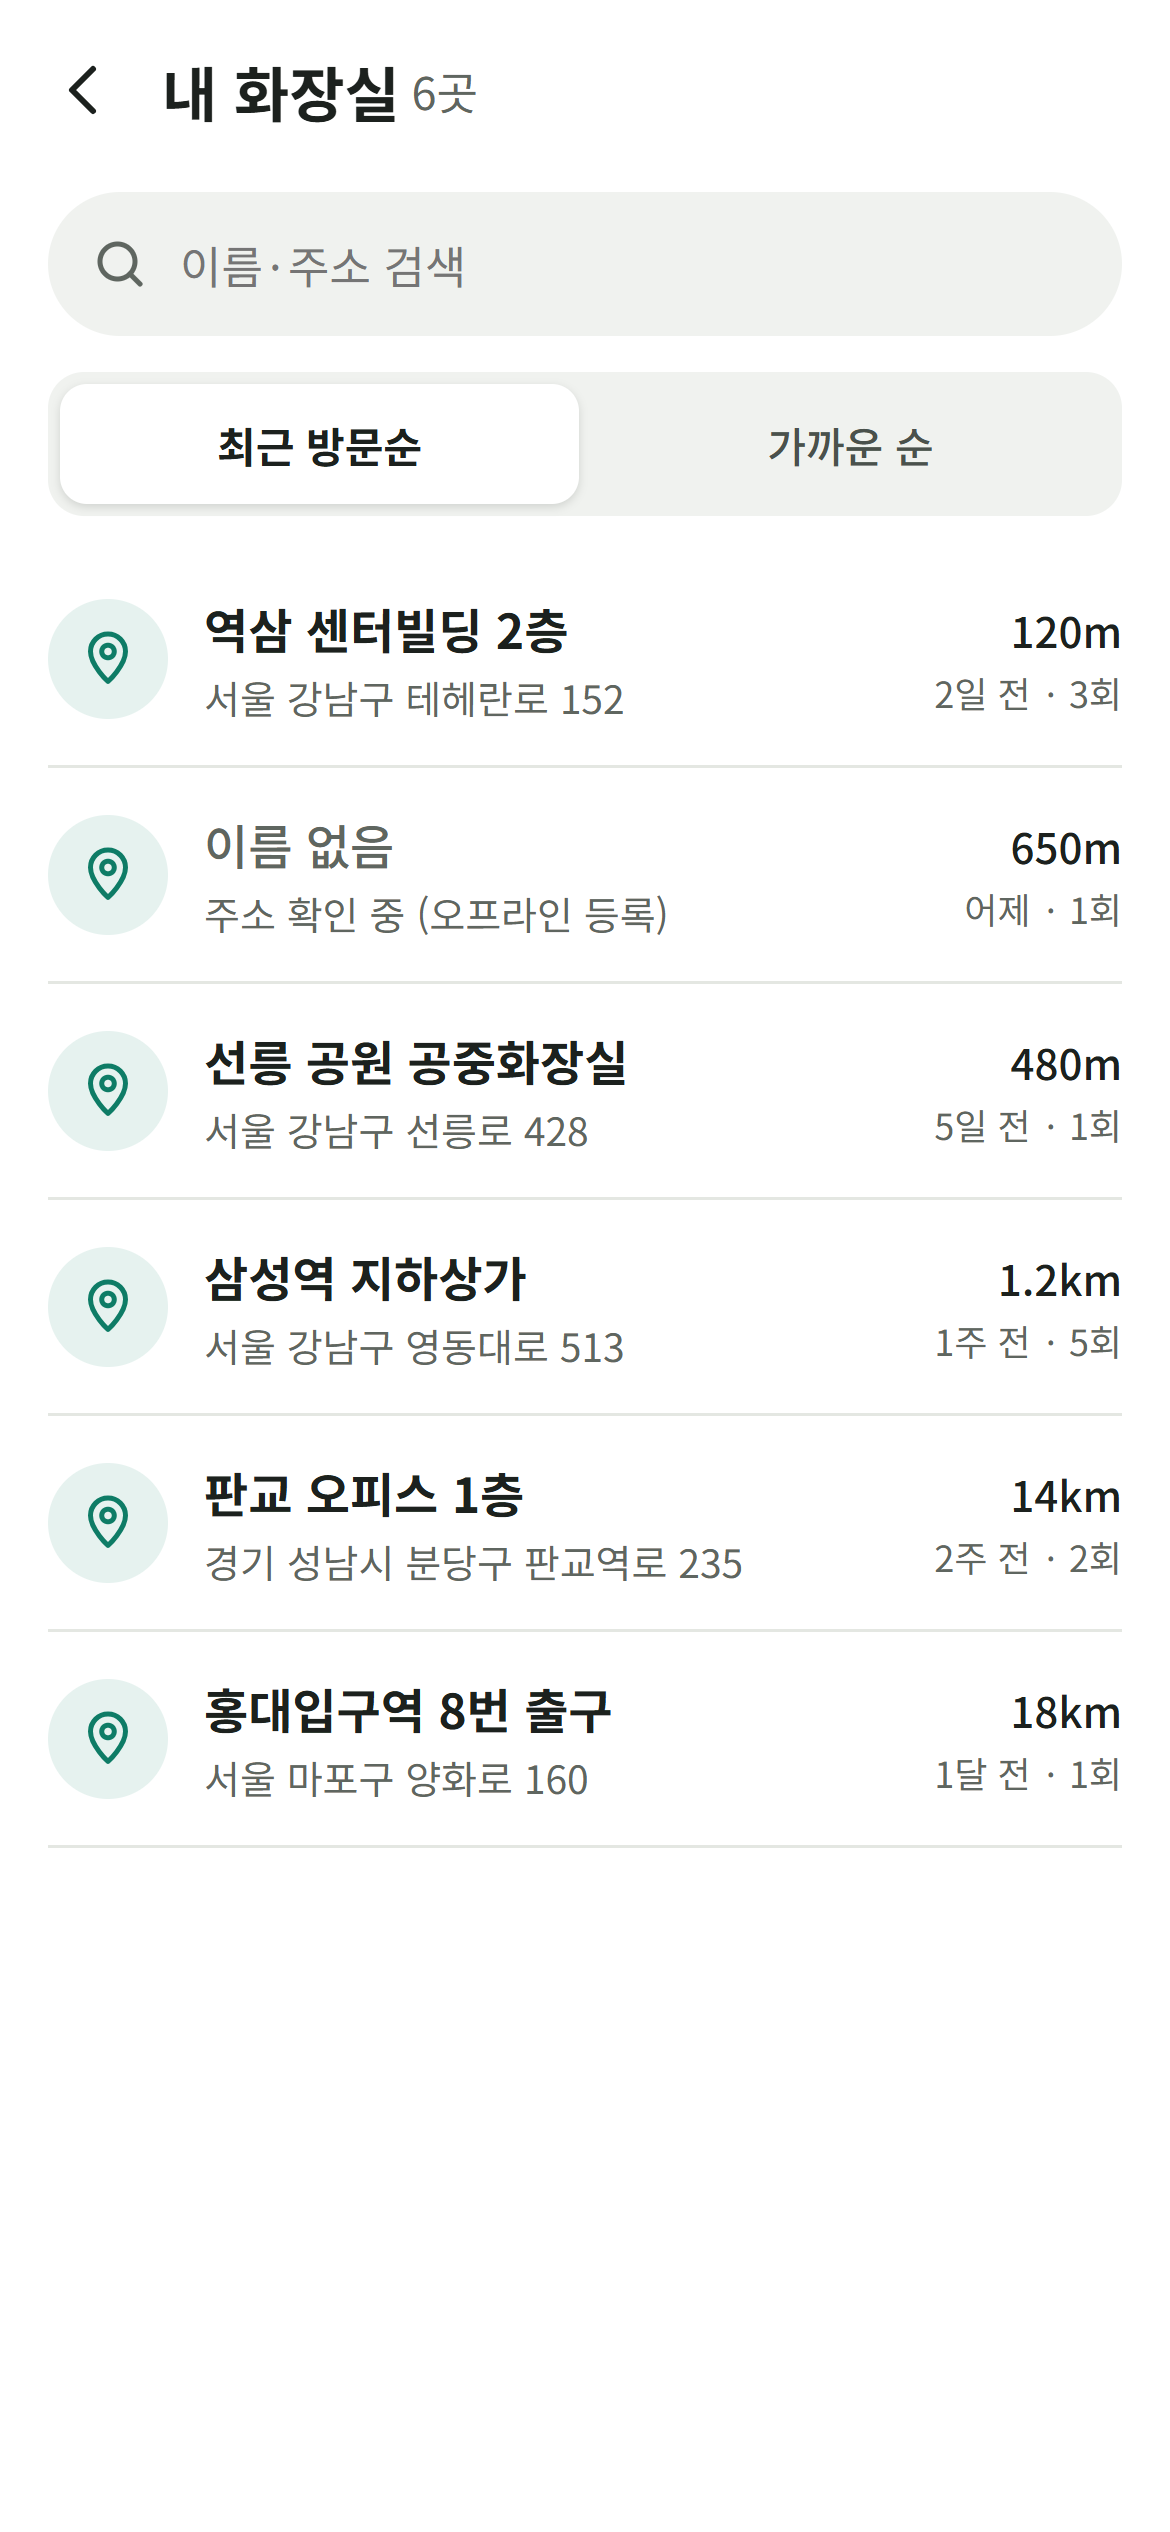 내 화장실 6곳
이름·주소 검색
최근 방문순
가까운 순
역삼 센터빌딩 2층
120m
서울 강남구 테헤란로 152
2일 전 · 3회
이름 없음
650m
주소 확인 중 (오프라인 등록)
어제 · 1회
선릉 공원 공중화장실
480m
서울 강남구 선릉로 428
5일 전 · 1회
삼성역 지하상가
1.2km
서울 강남구 영동대로 513
1주 전 · 5회
판교 오피스 1층
14km
경기 성남시 분당구 판교역로 235
2주 전 · 2회
홍대입구역 8번 출구
18km
서울 마포구 양화로 160
1달 전 · 1회